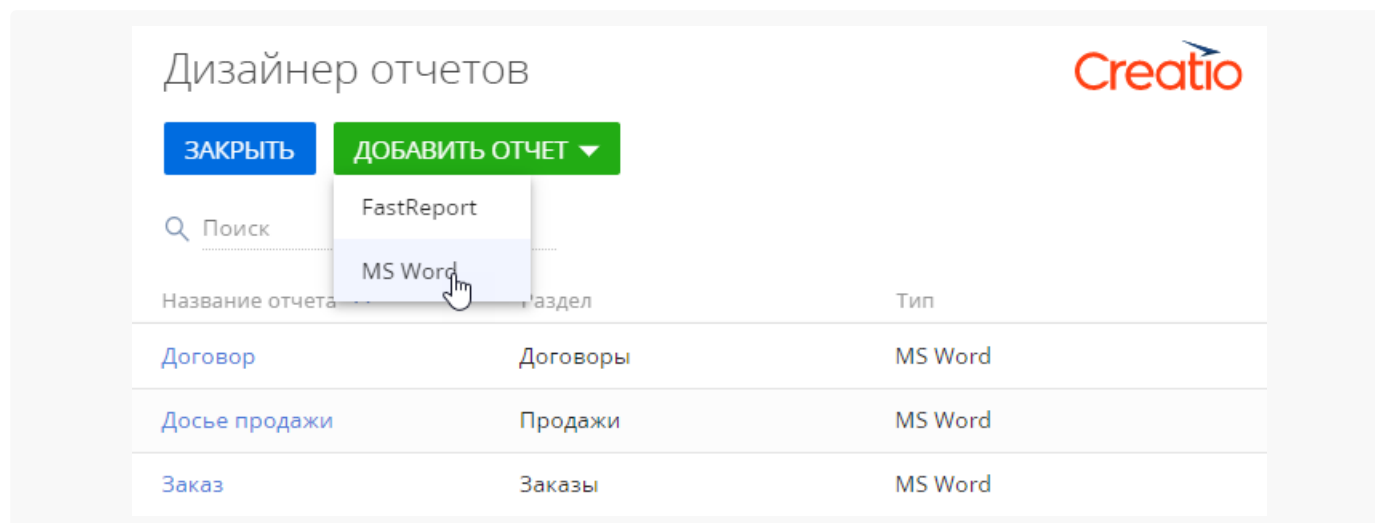 Дизайнер отчетов Creatio
ЗАКРЫТЬ ДОБАВИТЬ ОТЧЕТ
FastReport
Поиск
MS Word
Название отчета Раздел Тип
Договор Договоры MS Word
Досье продажи Продажи MS Word
Заказ Заказы MS Word